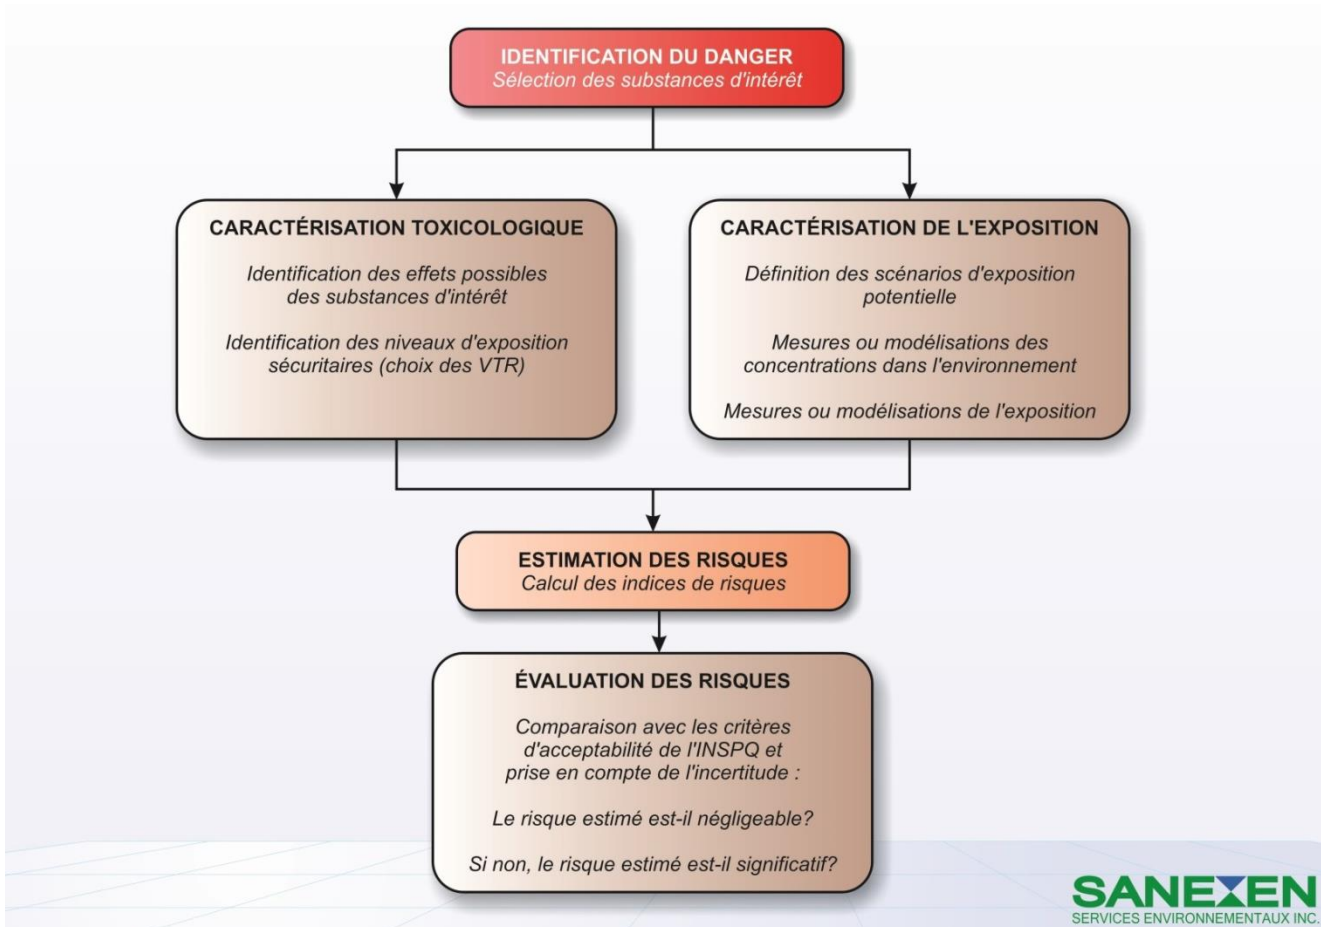 IDENTIFICATION DU DANGER
Sélection des substances d'intérêt
CARACTÉRISATION TOXICOLOGIQUE
Identification des effets possibles
des substances d'intérêt
Identification des niveaux d'exposition
sécuritaires (choix des VTR)
CARACTÉRISATION DE L'EXPOSITION
Définition des scénarios d'exposition
potentielle
Mesures ou modélisations des
concentrations dans l'environnement
Mesures ou modélisations de l'exposition
ESTIMATION DES RISQUES
Calcul des indices de risques
ÉVALUATION DES RISQUES
Comparaison avec les critères
d'acceptabilité de l'INSPQ et
prise en compte de l'incertitude :
Le risque estimé est-il négligeable?
Si non, le risque estimé est-il significatif?
SANEXEN
SERVICES ENVIRONNEMENTAUX INC.